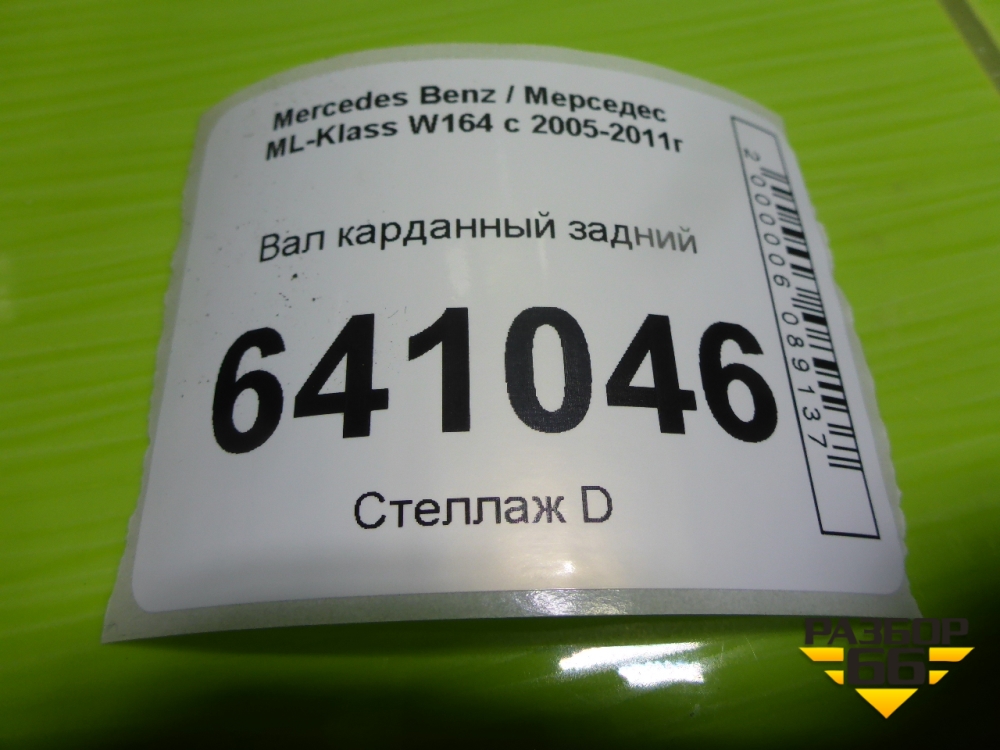 Mercedes Benz / Мерседес
ML-Klass W164 с 2005-2011г
Вал карданный задний
641046
Стеллаж D
2000006089137
РАЗБОР
66